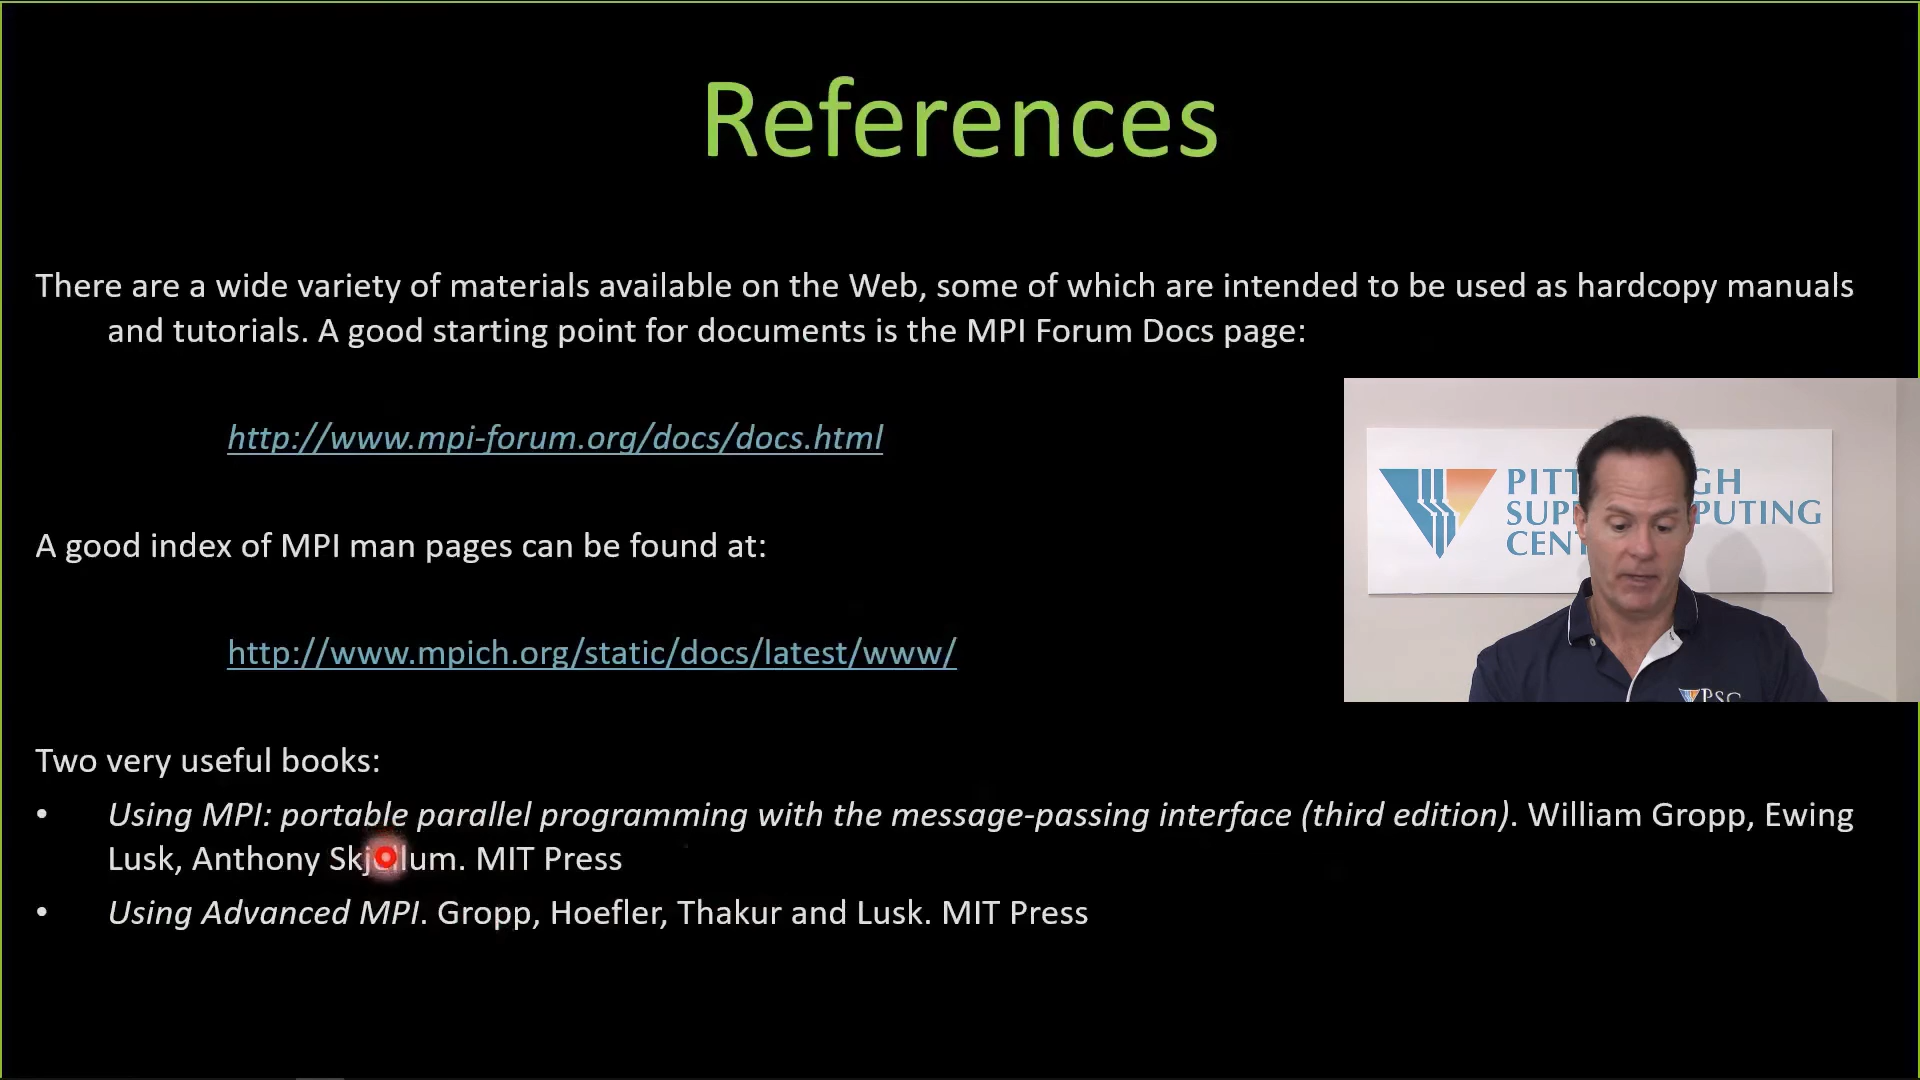 References
There are a wide variety of materials available on the Web, some of which are intended to be used as hardcopy manuals
and tutorials. A good starting point for documents is the MPI Forum Docs page:
http://www.mpi-forum.org/docs/docs.html
A good index of MPI man pages can be found at:
http://www.mpich.org/static/docs/latest/www/
Two very useful books:
• Using MPI: portable parallel programming with the message-passing interface (third edition). William Gropp, Ewing
Lusk, Anthony MIT Press
• Using Advanced MPI. Gropp, Hoefler, Thakur and Lusk. MIT Press
PSC